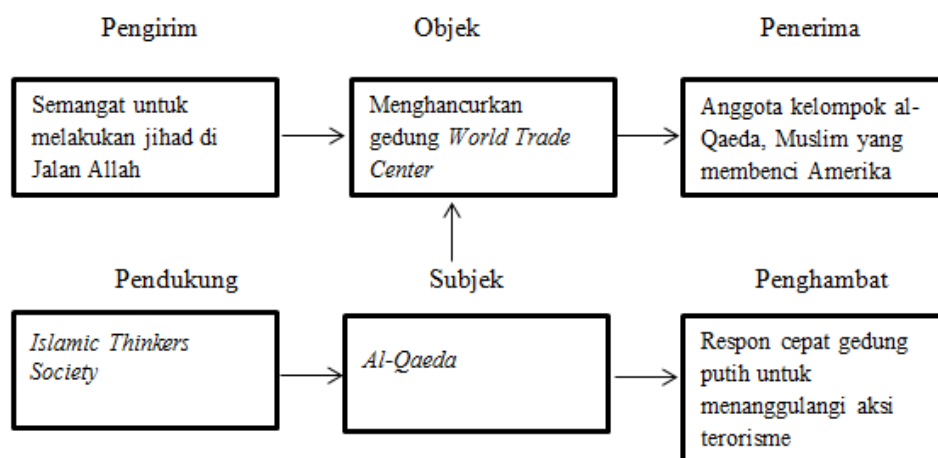 Pengirim
Objek
Penerima
Semangat untuk
melakukan jihad di
Jalan Allah
Menghancurkan
gedung World Trade
Center
Anggota kelompok al-
Qaeda, Muslim yang
membenci Amerika
Pendukung
Subjek
Penghambat
Islamic Thinkers
Society
Al-Qaeda
Respon cepat gedung
putih untuk
menanggulangi aksi
terorisme